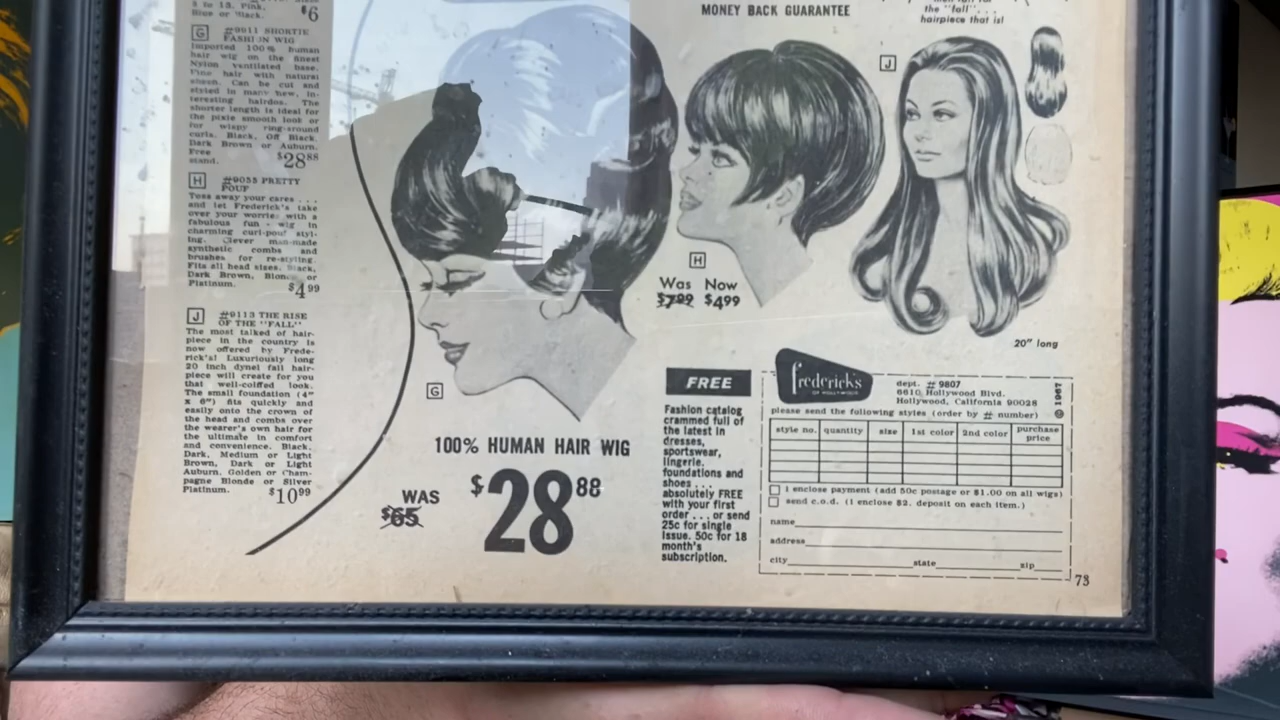 3 to 13. Pink,
Blue or Black.
$6
G #9611 SHORTIE
FASHION WIG
Imported 100% human
hair wig on the finest
Nylon ventilated base.
Fine hair with natural
sheen. Can be cut and
styled in many new, in-
teresting hairdos. The
shorter length is ideal for
the pixie smooth look or
for wispy ring-around
curls. Black, Off Black,
Dark Brown or Auburn.
Free
stand. $28 88
H #9055 PRETTY
POUF
Toss away your cares . . .
and let Frederick's take
over your worries with a
fabulous fun - wig in
charming curl-pouf styl-
ing. Clever man-made
synthetic combs and
brushes for re-styling.
Fits all head sizes. Black,
Dark Brown, Blonde or
Platinum.
$4 99
J #9113 THE RISE
OF THE "FALL"
The most talked of hair-
piece in the country is
now offered by Frede-
rick's! Luxuriously long
20 inch dynel fall hair-
piece will create for you
that well-coiffed look.
The small foundation (4"
x 6") fits quickly and
easily onto the crown of
the head and combs over
the wearer's own hair for
the ultimate in comfort
and convenience. Black,
Dark, Medium or Light
Brown, Dark or Light
Auburn. Golden or Cham-
pagne Blonde or Silver
Platinum. $10 99
MONEY BACK GUARANTEE
the "fall" . . .
hairpiece that is!
J
H
Was Now
$7.99 $4.99
20" long
G
100% HUMAN HAIR WIG
WAS
$65
$28 88
FREE
Fashion catalog
crammed full of
the latest in
dresses,
sportswear,
lingerie.
foundations and
shoes . . .
absolutely FREE
with your first
order . . . or send
25c for single
issue. 50c for 18
month's
subscription.
frederick's
OF HOLLYWOOD
dept. # 9807
6610 Hollywood Blvd.
Hollywood, California 90028
© 1967
please send the following styles (order by # number)
style no. quantity size 1st color 2nd color purchase
price
I enclose payment (add 50c postage or $1.00 on all wigs)
send c.o.d. (I enclose $2. deposit on each item.)
name
address
city state zip
73